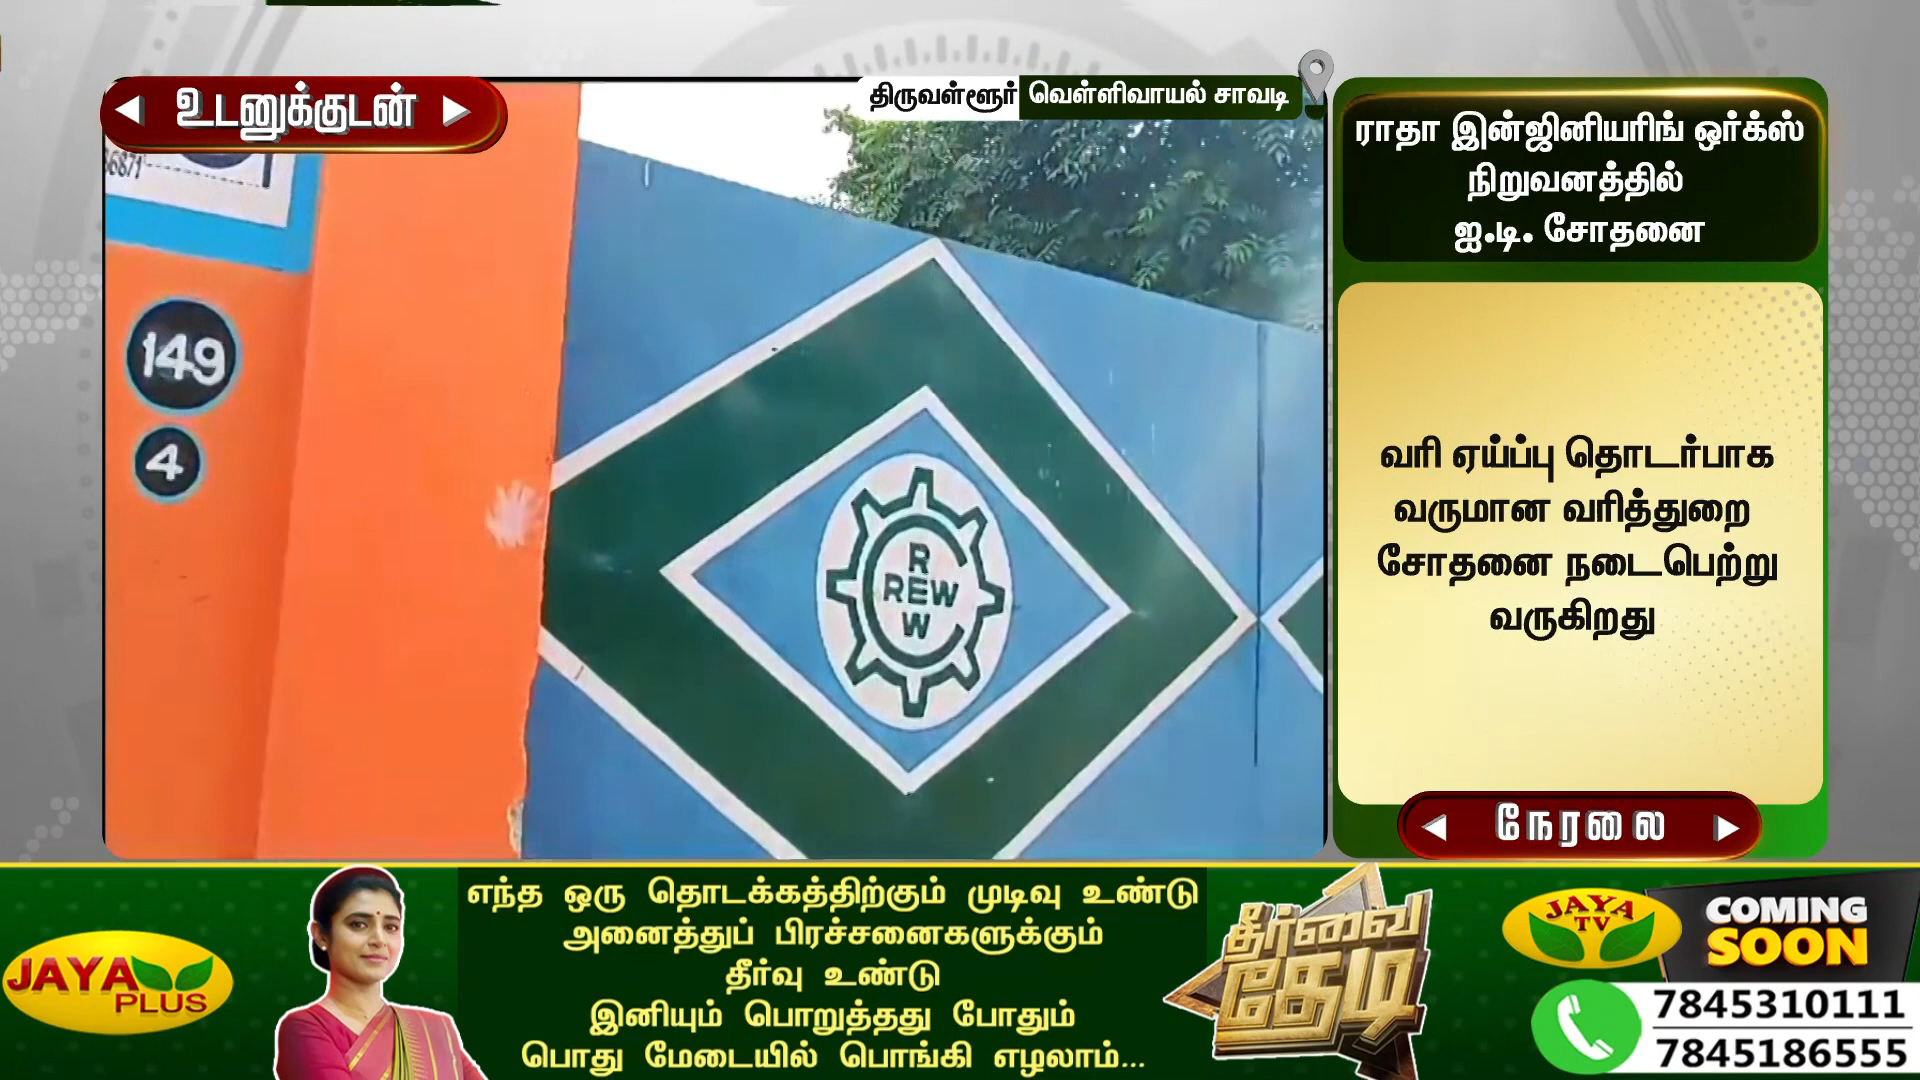 உடனுக்குடன்
திருவள்ளூர் வெள்ளிவாயல் சாவடி
ராதா இன்ஜினியரிங் ஒர்க்ஸ்
நிறுவனத்தில்
ஐ.டி. சோதனை
149
4
R
REW
W
வரி ஏய்ப்பு தொடர்பாக
வருமான வரித்துறை
சோதனை நடைபெற்று
வருகிறது
நேரலை
JAYA
PLUS
எந்த ஒரு தொடக்கத்திற்கும் முடிவு உண்டு
அனைத்துப் பிரச்சனைகளுக்கும்
தீர்வு உண்டு
இனியும் பொறுத்தது போதும்
பொது மேடையில் பொங்கி எழலாம்...
தீர்வை
தேடி
JAYA
TV
COMING
SOON
7845310111
7845186555